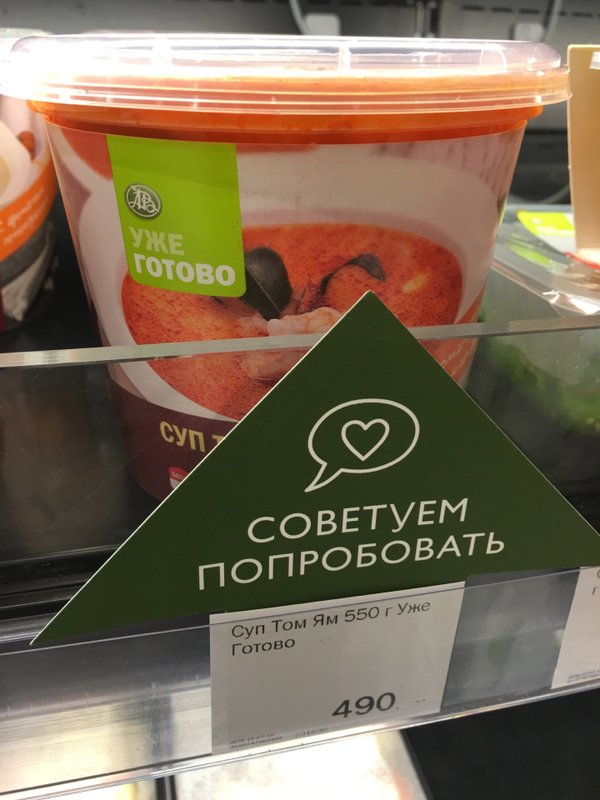 УЖЕ
ГОТОВО
СУП
СОВЕТУЕМ
ПОПРОБОВАТЬ
Суп Том Ям 550 г Уже
Готово
490